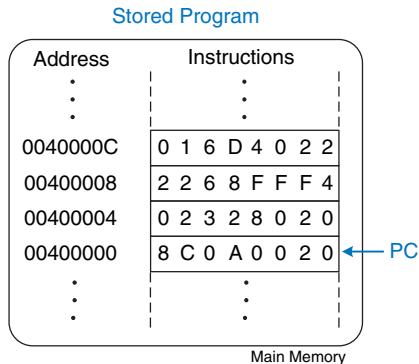 Stored Program
Address Instructions
0040000C 0 1 6 D 4 0 2 2
00400008 2 2 6 8 F F F 4
00400004 0 2 3 2 8 0 2 0
00400000 8 C 0 A 0 0 2 0 PC
Main Memory